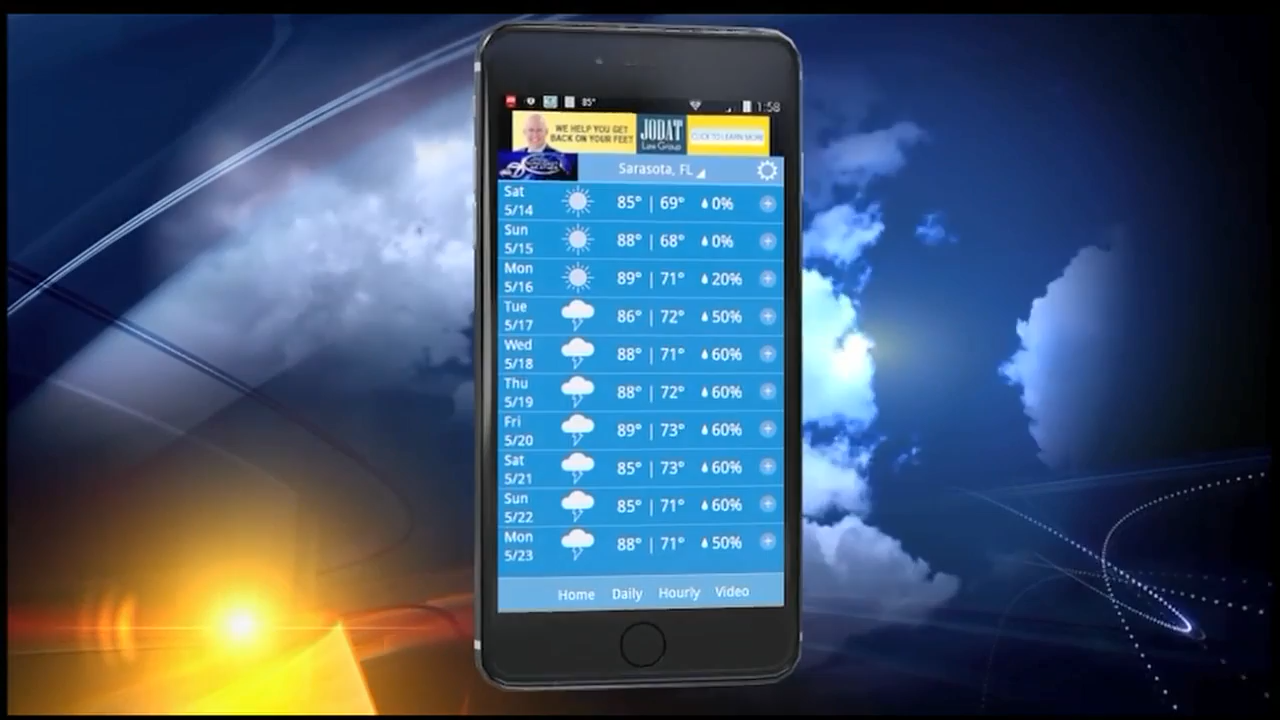 85° 1:58
WE HELP YOU GET
BACK ON YOUR FEET
JODAT
Law Group
CLICK TO LEARN MORE
Sarasota, FL
Sat 5/14 85° | 69° 0%
Sun 5/15 88° | 68° 0%
Mon 5/16 89° | 71° 20%
Tue 5/17 86° | 72° 50%
Wed 5/18 88° | 71° 60%
Thu 5/19 88° | 72° 60%
Fri 5/20 89° | 73° 60%
Sat 5/21 85° | 73° 60%
Sun 5/22 85° | 71° 60%
Mon 5/23 88° | 71° 50%
Home Daily Hourly Video